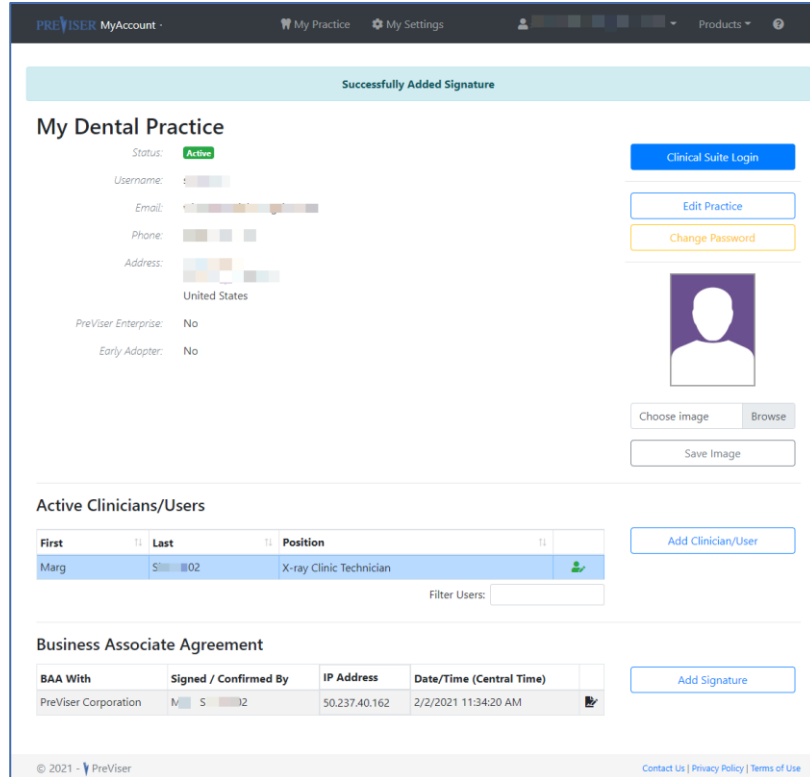 PREVISER MyAccount · My Practice My Settings Products
Successfully Added Signature
My Dental Practice
Status: Active
Clinical Suite Login
Username:
Email:
Edit Practice
Phone:
Change Password
Address:
United States
PreViser Enterprise: No
Early Adopter: No
Choose image Browse
Save Image
Active Clinicians/Users
First Last Position
Add Clinician/User
Marg 02 X-ray Clinic Technician
Filter Users:
Business Associate Agreement
BAA With Signed / Confirmed By IP Address Date/Time (Central Time)
Add Signature
PreViser Corporation M S 02 50.237.40.162 2/2/2021 11:34:20 AM
© 2021 - PreViser Contact Us | Privacy Policy | Terms of Use